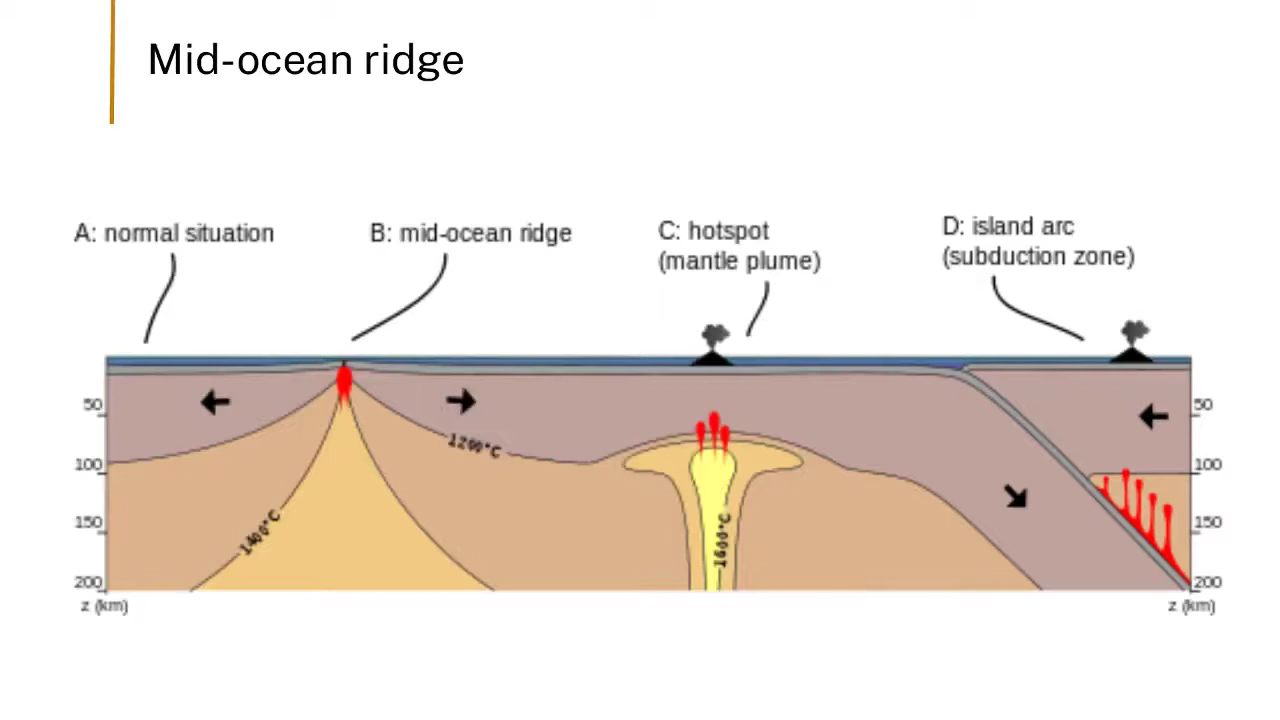 Mid-ocean ridge
A: normal situation
B: mid-ocean ridge
C: hotspot
(mantle plume)
D: island arc
(subduction zone)
50
100
150
200
z (km)
1400°C
1200°C
1600°C
50
100
150
200
z (km)